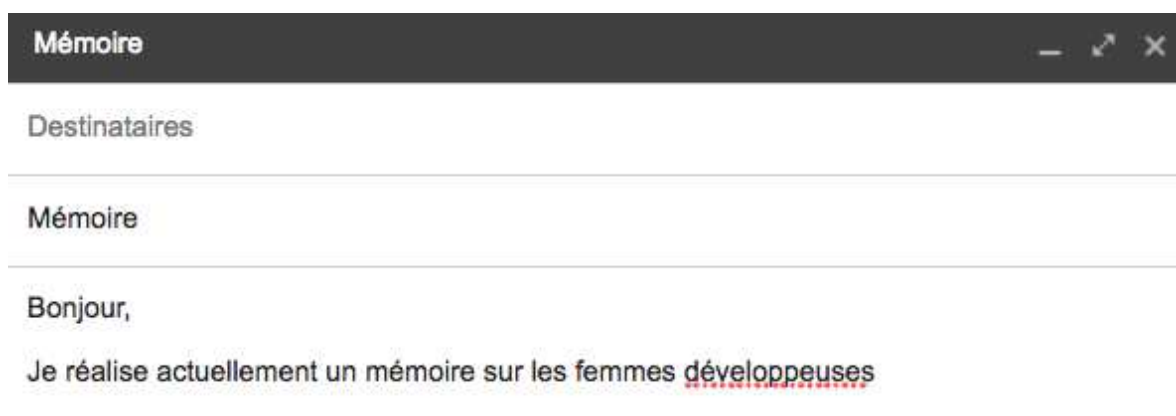 Mémoire
Destinataires
Mémoire
Bonjour,
Je réalise actuellement un mémoire sur les femmes développeuses